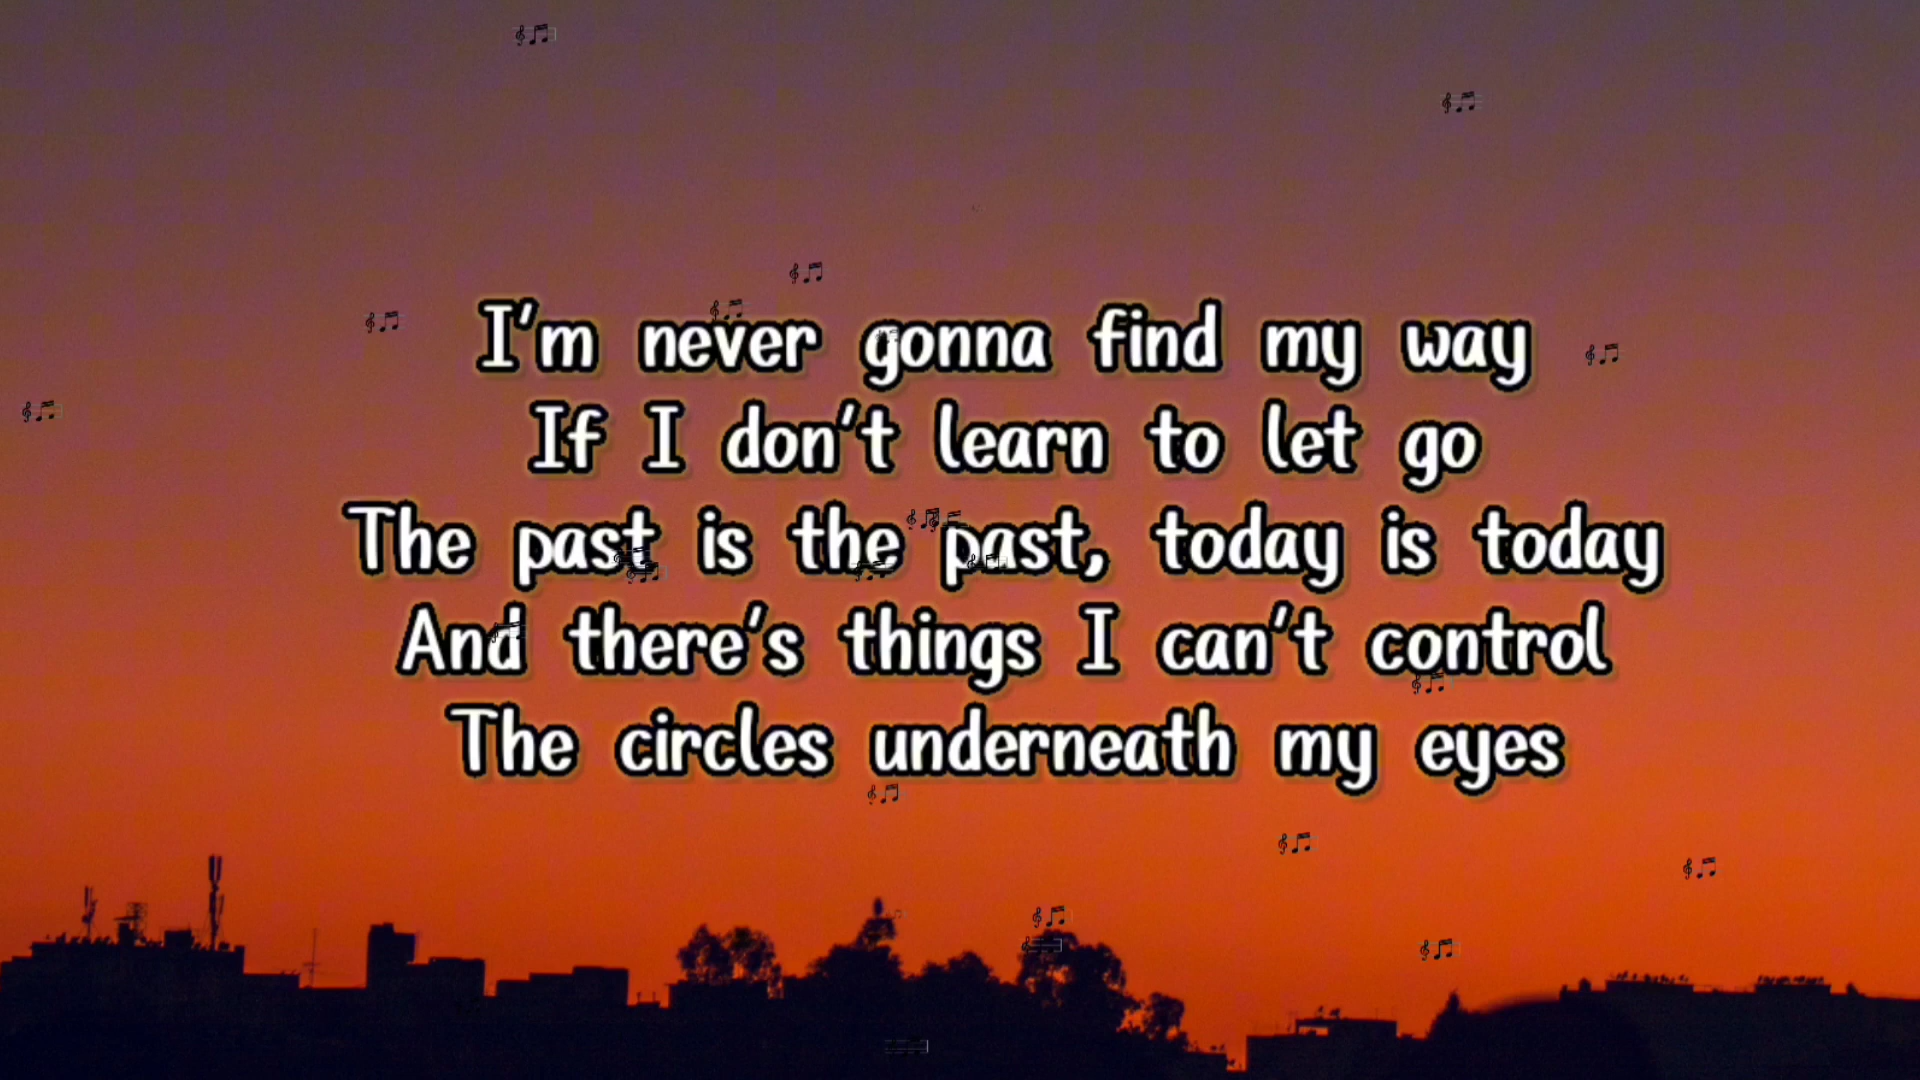 I'm never gonna find my way
If I don't learn to let go
The past is the past, today is today
And there's things I can't control
The circles underneath my eyes